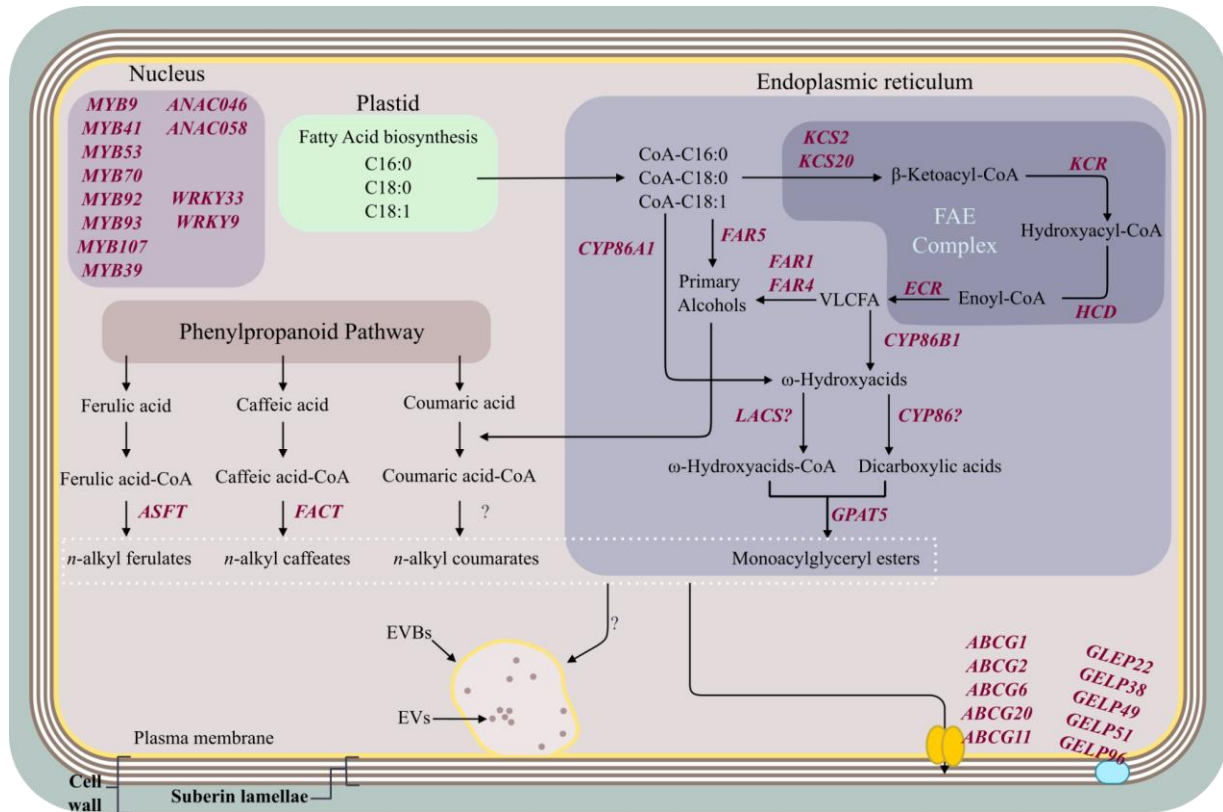 Nucleus
MYB9 ANAC046
MYB41 ANAC058
MYB53
MYB70
MYB92 WRKY33
MYB93 WRKY9
MYB107
MYB39
Plastid
Fatty Acid biosynthesis
C16:0
C18:0
C18:1
Endoplasmic reticulum
CoA-C16:0
CoA-C18:0
CoA-C18:1
KCS2
KCS20
β-Ketoacyl-CoA
KCR
FAE
Complex
Hydroxyacyl-CoA
CYP86A1
FAR5
FAR1
FAR4
Primary
Alcohols
VLCFA
ECR
Enoyl-CoA
HCD
CYP86B1
ω-Hydroxyacids
LACS?
CYP86?
ω-Hydroxyacids-CoA
Dicarboxylic acids
GPAT5
Monoacylglyceryl esters
Phenylpropanoid Pathway
Ferulic acid
Caffeic acid
Coumaric acid
Ferulic acid-CoA
Caffeic acid-CoA
Coumaric acid-CoA
ASFT
FACT
?
n-alkyl ferulates
n-alkyl caffeates
n-alkyl coumarates
EVBs
?
EVs
ABCG1
ABCG2
ABCG6
ABCG20
ABCG11
GLEP22
GELP38
GELP49
GELP51
GELP96
Plasma membrane
Cell
wall
Suberin lamellae